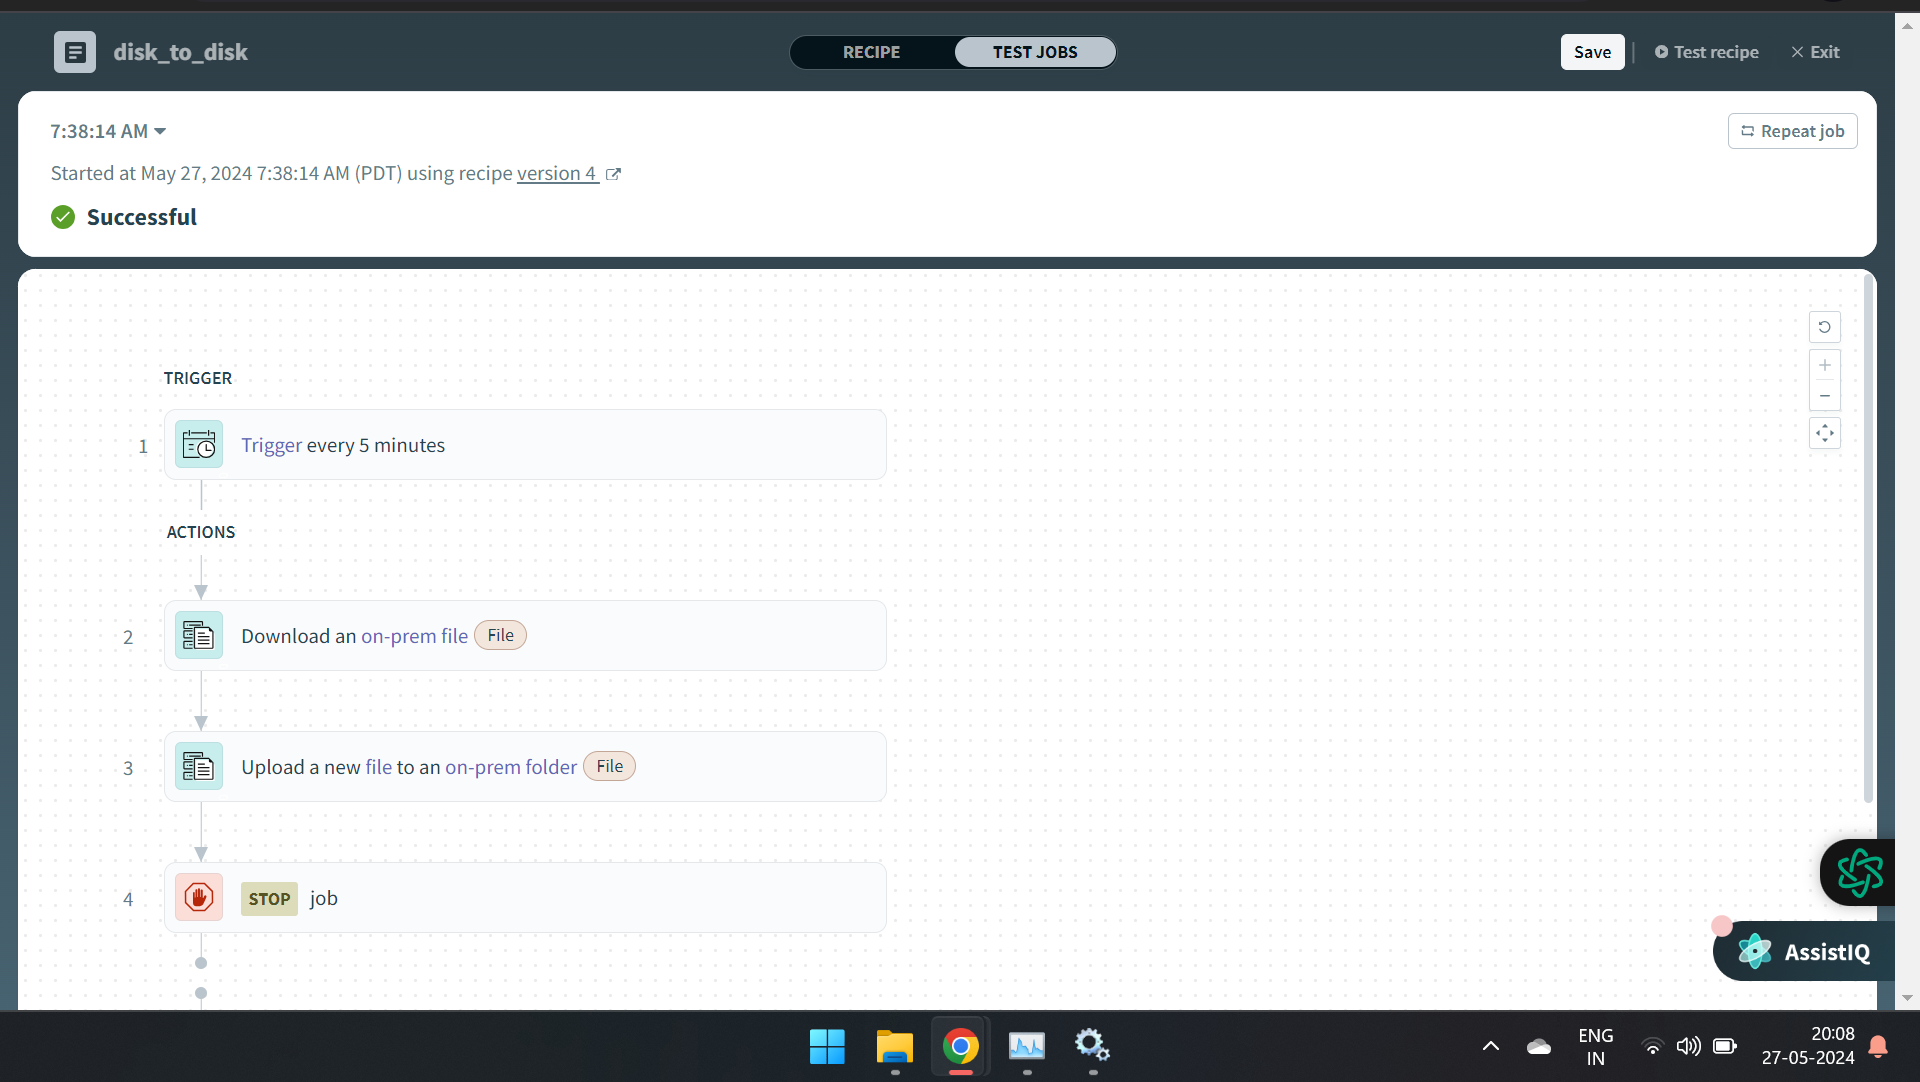 disk_to_disk
RECIPE
TEST JOBS
Save
Test recipe
Exit
7:38:14 AM
Repeat job
Started at May 27, 2024 7:38:14 AM (PDT) using recipe version 4
Successful
TRIGGER
1
Trigger every 5 minutes
ACTIONS
2
Download an on-prem file File
3
Upload a new file to an on-prem folder File
4
STOP job
AssistIQ
ENG
IN
20:08
27-05-2024